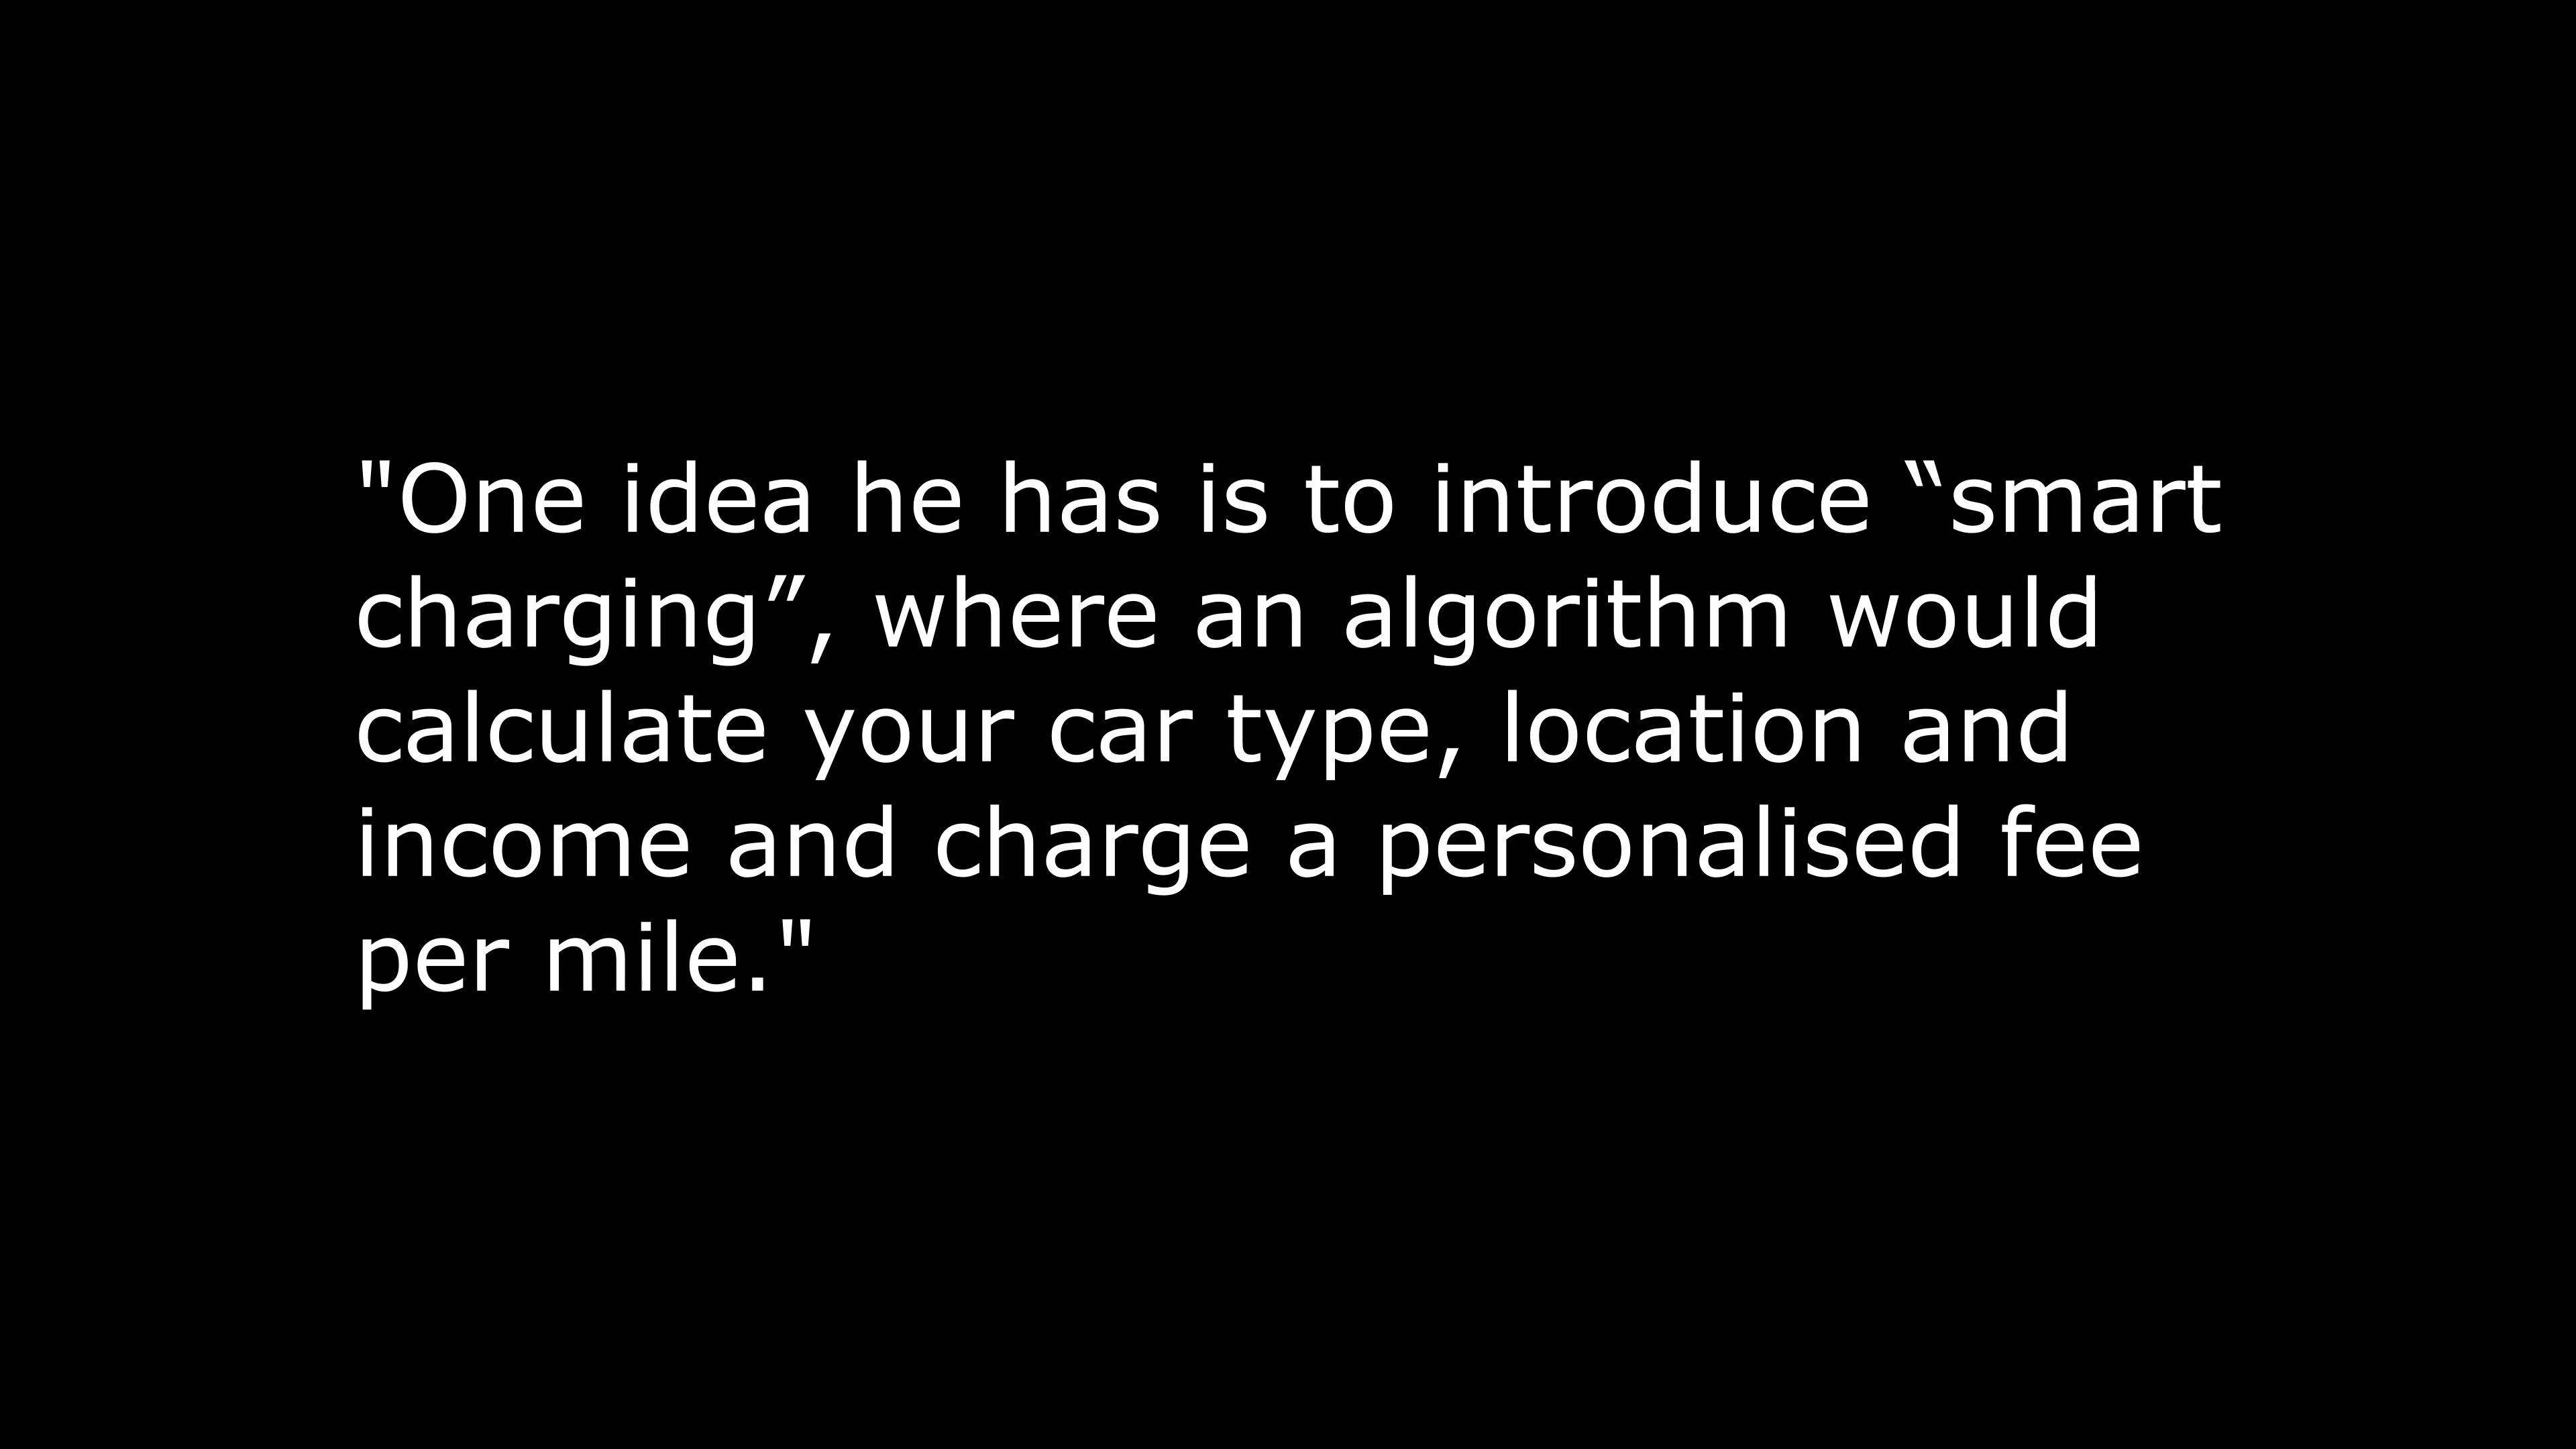 "One idea he has is to introduce “smart
charging”, where an algorithm would
calculate your car type, location and
income and charge a personalised fee
per mile."